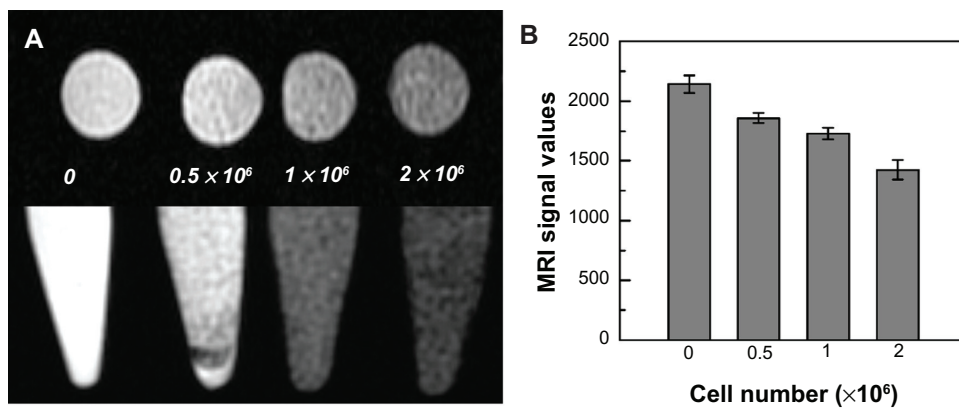 A
0
0.5 × 10⁶
1 × 10⁶
2 × 10⁶
B
MRI signal values
2500
2000
1500
1000
500
0
0
0.5
1
2
Cell number (×10⁶)